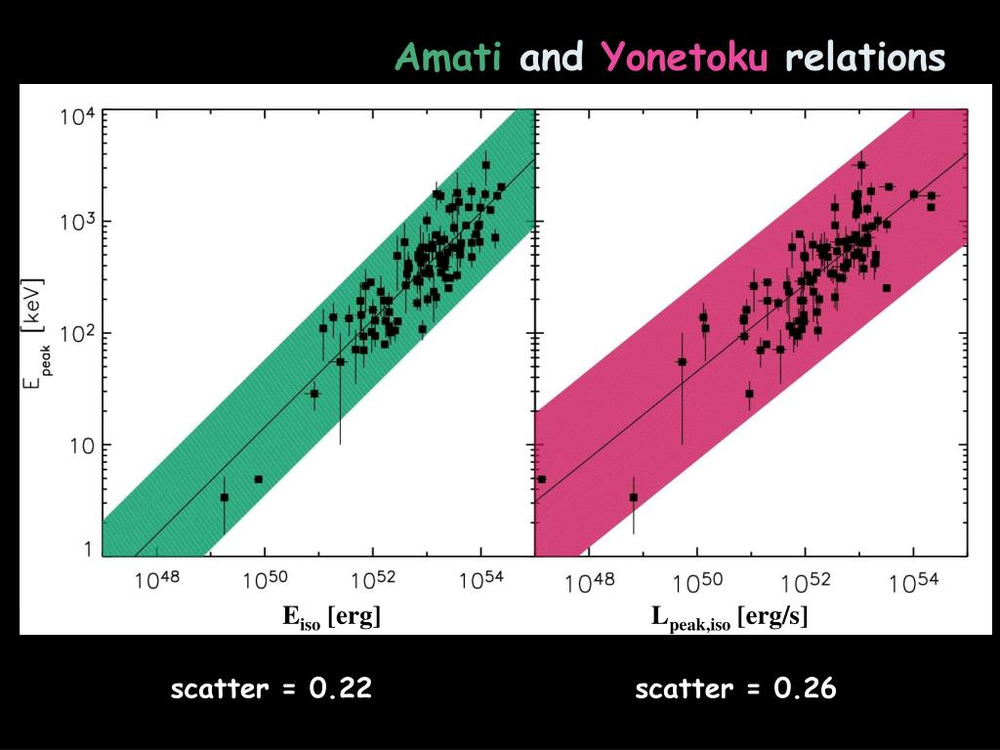 Amati and Yonetoku relations
10⁴
10³
10²
10
1
E_peak [keV]
10⁴⁸ 10⁵⁰ 10⁵² 10⁵⁴
10⁴⁸ 10⁵⁰ 10⁵² 10⁵⁴
E_iso [erg]
L_peak,iso [erg/s]
scatter = 0.22
scatter = 0.26